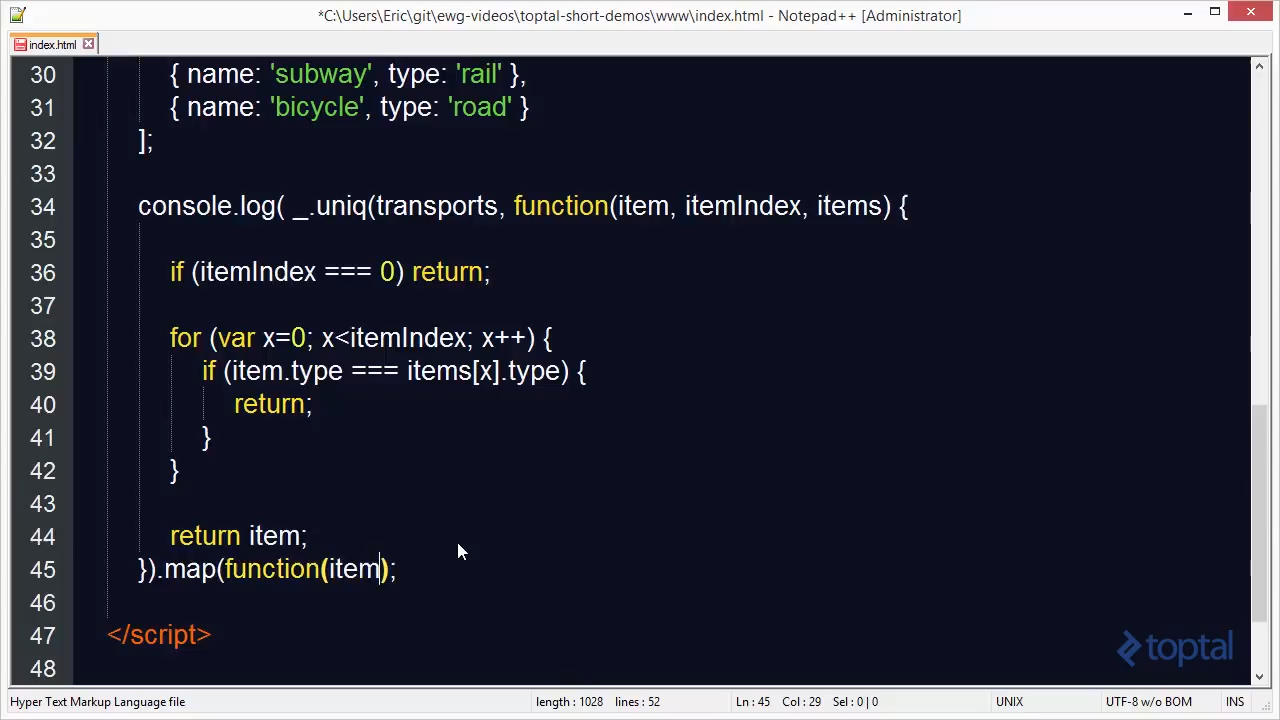 *C:\Users\Eric\git\ewg-videos\toptal-short-demos\www\index.html - Notepad++ [Administrator]
index.html
30 { name: 'subway', type: 'rail' },
31 { name: 'bicycle', type: 'road' }
32 ];
33
34 console.log( _.uniq(transports, function(item, itemIndex, items) {
35
36 if (itemIndex === 0) return;
37
38 for (var x=0; x<itemIndex; x++) {
39 if (item.type === items[x].type) {
40 return;
41 }
42 }
43
44 return item;
45 }).map(function(item);
46
47 </script>
48
toptal
Hyper Text Markup Language file length : 1028 lines : 52 Ln : 45 Col : 29 Sel : 0 | 0 UNIX UTF-8 w/o BOM INS